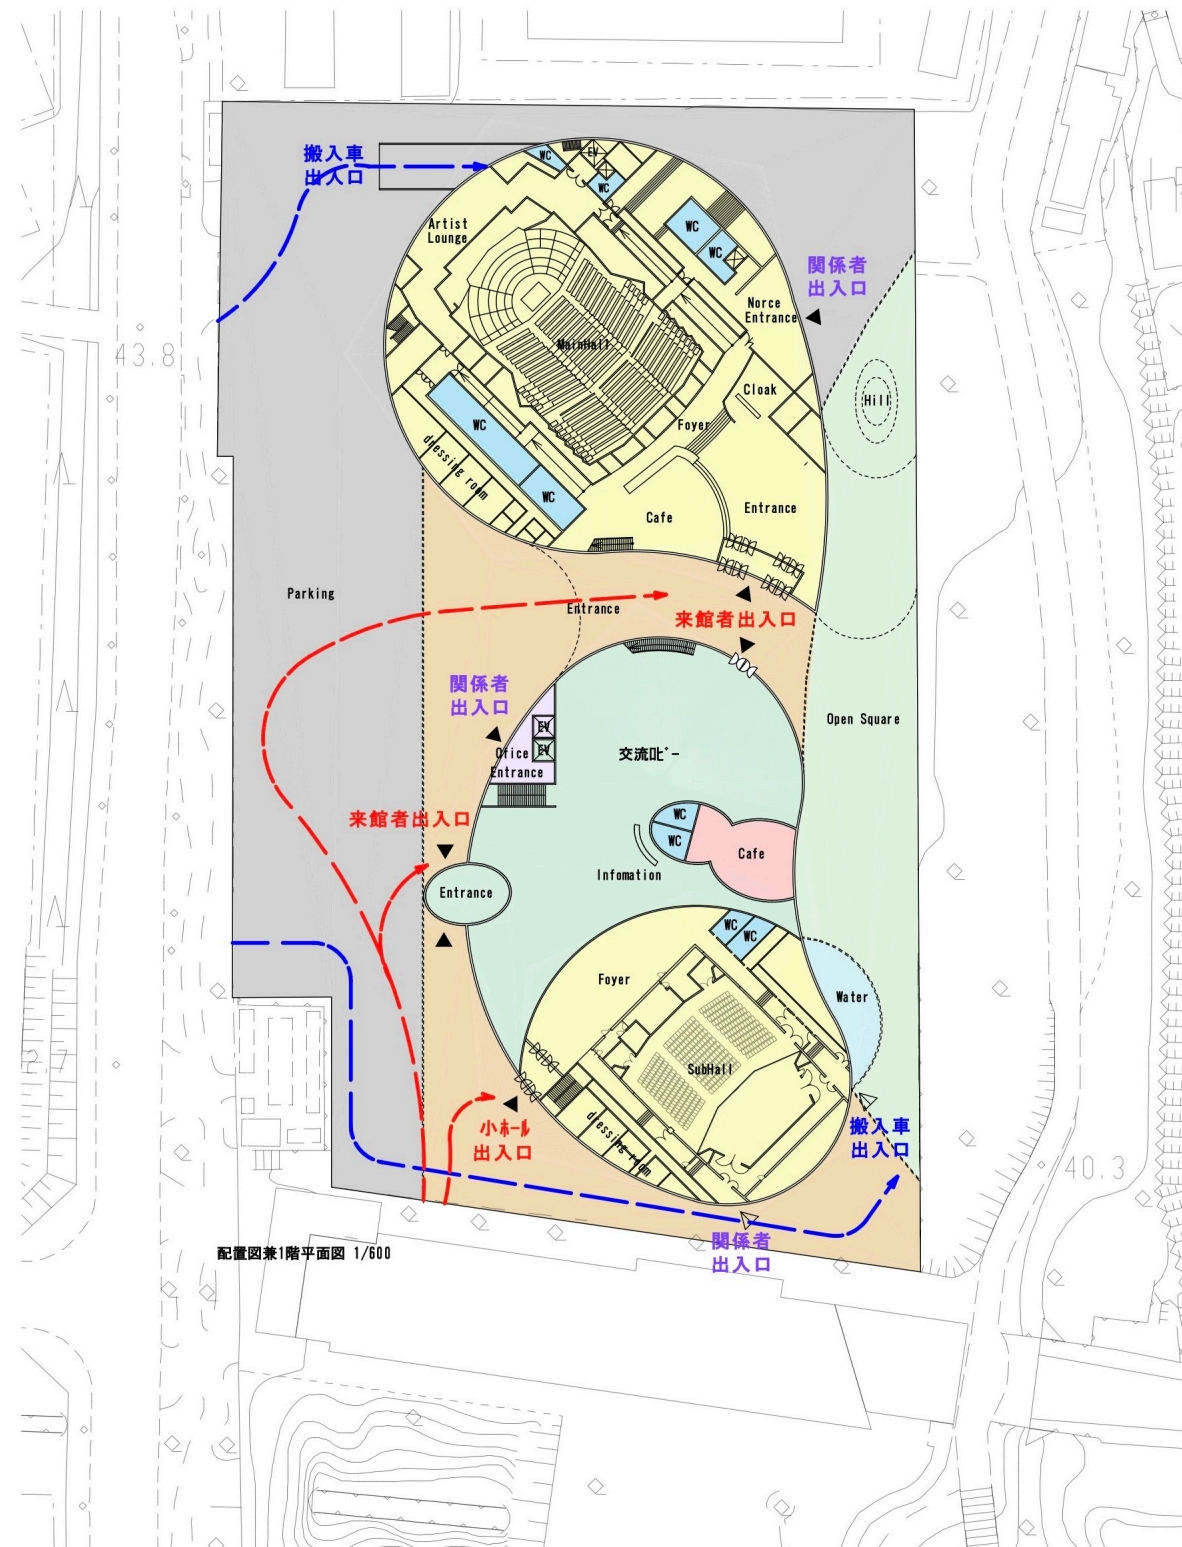 搬入車
出入口
WC
EV
WC
Artist
Lounge
WC
WC
関係者
出入口
Norce
Entrance
43.8
MainHall
Cloak
Hill
Foyer
WC
dressing room
WC
Cafe
Entrance
Parking
Entrance
来館者出入口
関係者
出入口
Open Square
EV
EV
Ofice
Entrance
交流ﾛﾋﾞｰ
来館者出入口
WC
WC
Cafe
Infomation
Entrance
WC
WC
Foyer
Water
SubHall
小ﾎｰﾙ
出入口
dressing room
搬入車
出入口
40.3
関係者
出入口
配置図兼1階平面図 1/600